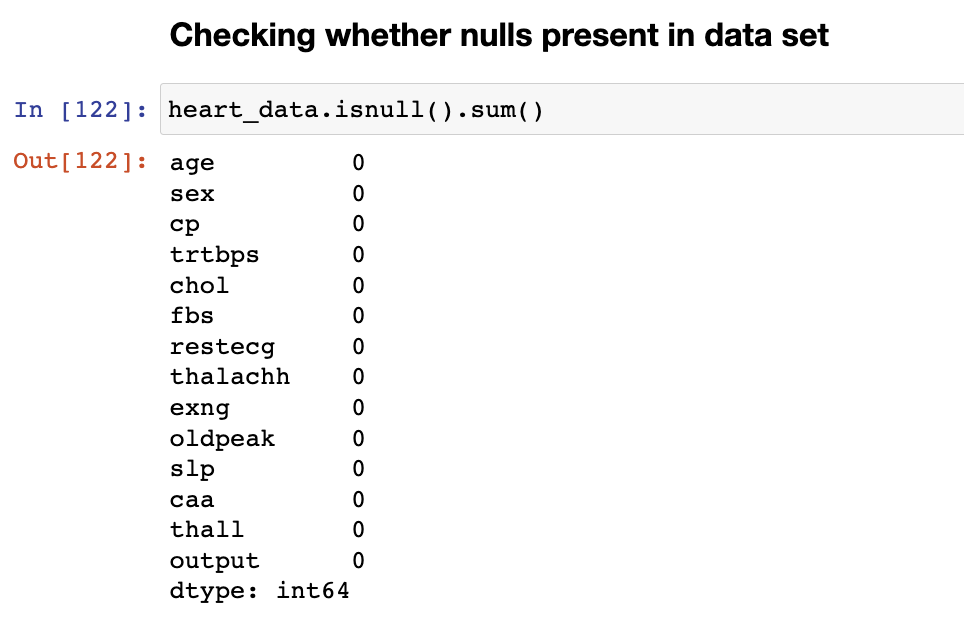 Checking whether nulls present in data set
In [122]: heart_data.isnull().sum()
Out[122]: age 0
sex 0
cp 0
trtbps 0
chol 0
fbs 0
restecg 0
thalachh 0
exng 0
oldpeak 0
slp 0
caa 0
thall 0
output 0
dtype: int64